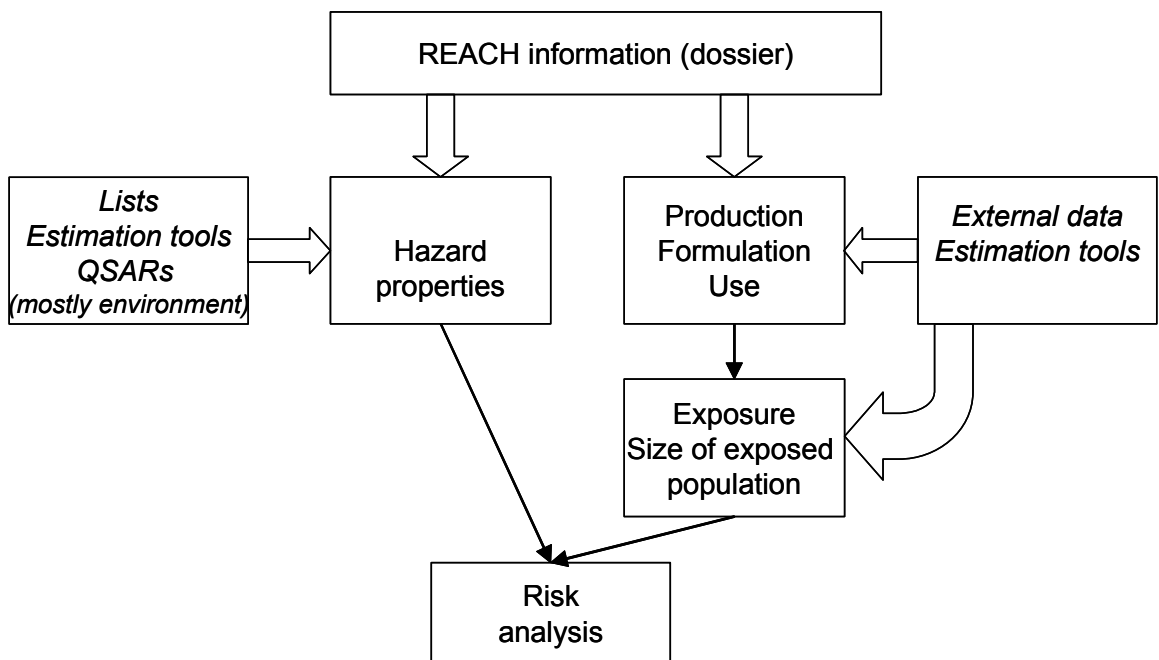 REACH information (dossier)
Lists
Estimation tools
QSARs
(mostly environment)
Hazard
properties
Production
Formulation
Use
External data
Estimation tools
Exposure
Size of exposed
population
Risk
analysis